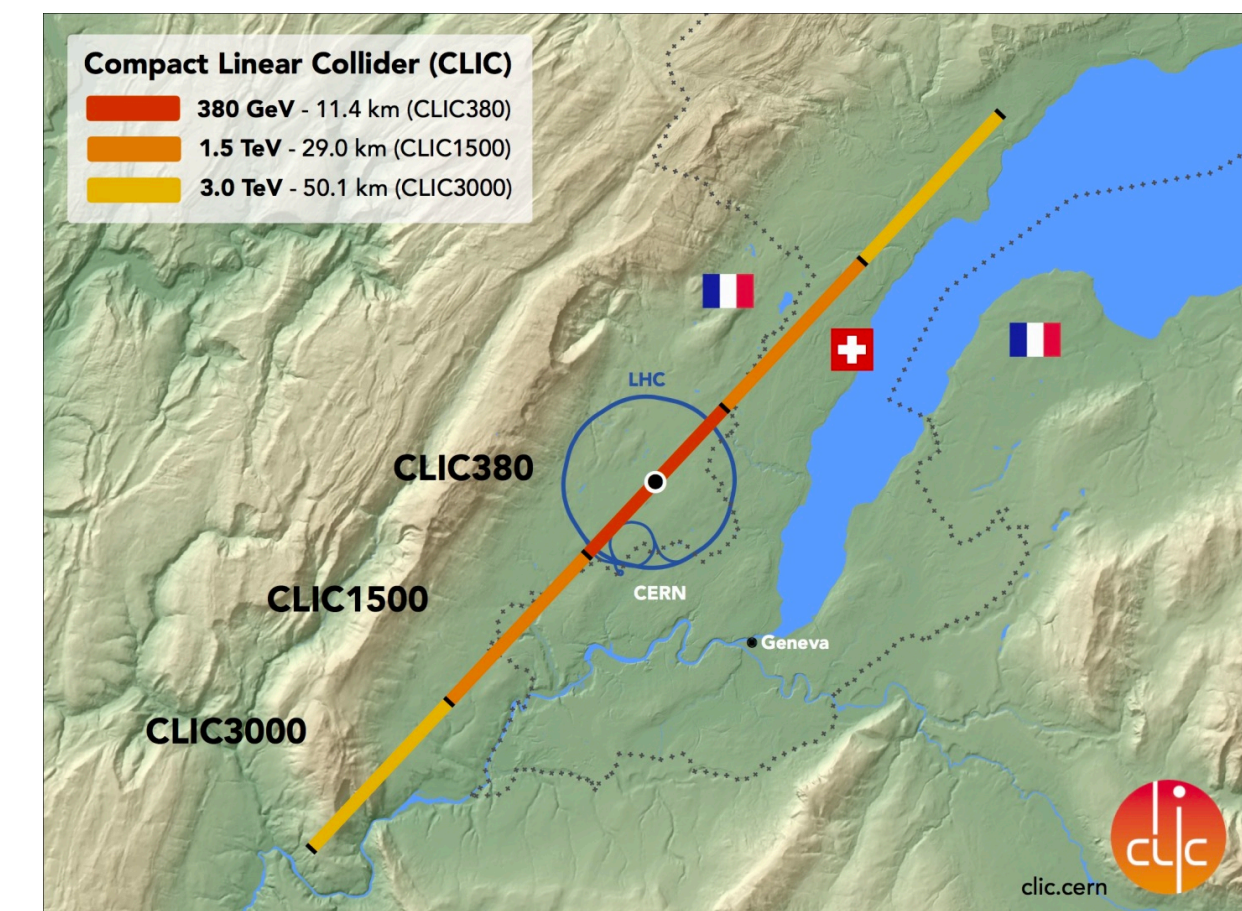 Compact Linear Collider (CLIC)
380 GeV - 11.4 km (CLIC380)
1.5 TeV - 29.0 km (CLIC1500)
3.0 TeV - 50.1 km (CLIC3000)
LHC
CLIC380
CERN
CLIC1500
Geneva
CLIC3000
clic
clic.cern